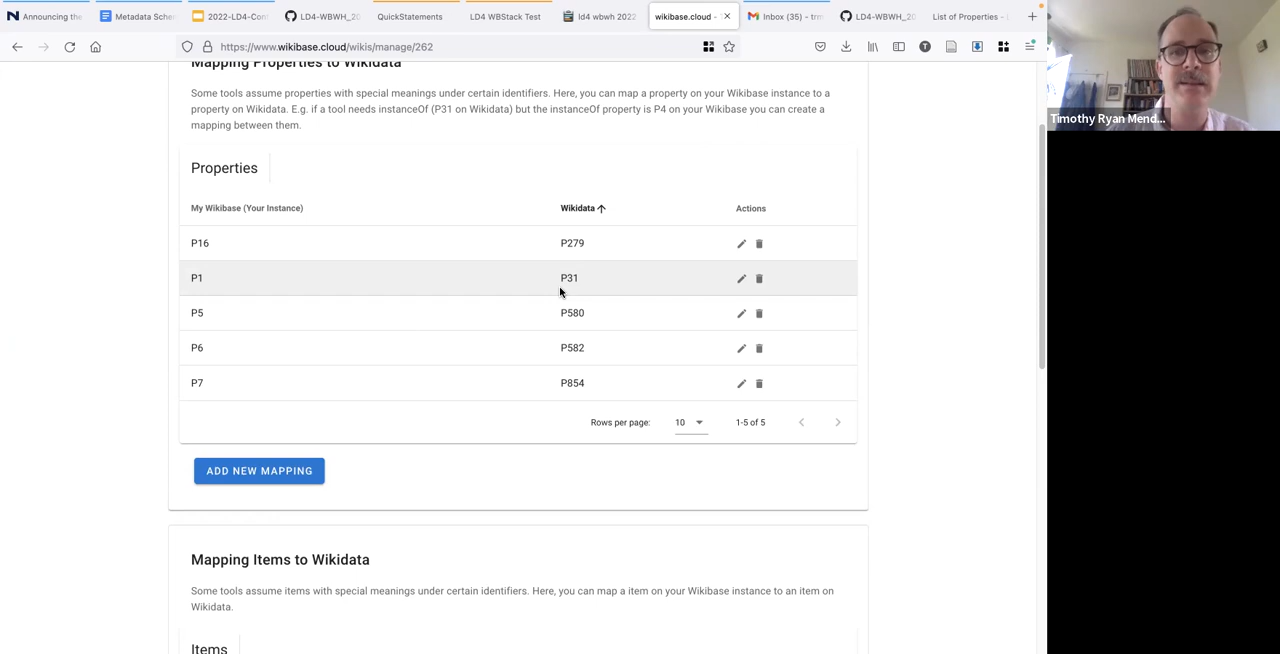 Announcing the
Metadata Sche
2022-LD4-Conf
LD4-WBWH_20
QuickStatements
LD4 WBStack Test
ld4 wbwh 2022
wikibase.cloud -
Inbox (35) - trm
LD4-WBWH_20
List of Properties -
https://www.wikibase.cloud/wikis/manage/262
Timothy Ryan Mend...
Mapping Properties to Wikidata
Some tools assume properties with special meanings under certain identifiers. Here, you can map a property on your Wikibase instance to a
property on Wikidata. E.g. if a tool needs instanceOf (P31 on Wikidata) but the instanceOf property is P4 on your Wikibase you can create a
mapping between them.
Properties
My Wikibase (Your Instance) Wikidata Actions
P16 P279
P1 P31
P5 P580
P6 P582
P7 P854
Rows per page: 10 1-5 of 5
ADD NEW MAPPING
Mapping Items to Wikidata
Some tools assume items with special meanings under certain identifiers. Here, you can map a item on your Wikibase instance to an item on
Wikidata.
Items